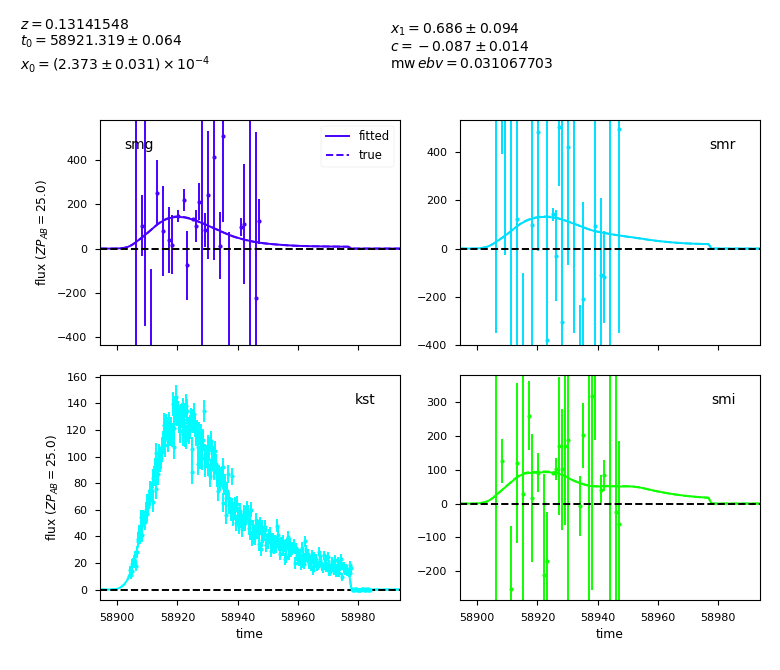 z = 0.13141548
t₀ = 58921.319 ± 0.064
x₀ = (2.373 ± 0.031) × 10⁻⁴
x₁ = 0.686 ± 0.094
c = −0.087 ± 0.014
mw ebv = 0.031067703
smg
fitted
true
400
200
0
−200
−400
flux (ZP_AB = 25.0)
smr
400
200
0
−200
−400
kst
160
140
120
100
80
60
40
20
0
flux (ZP_AB = 25.0)
58900 58920 58940 58960 58980
time
smi
300
200
100
0
−100
−200
58900 58920 58940 58960 58980
time